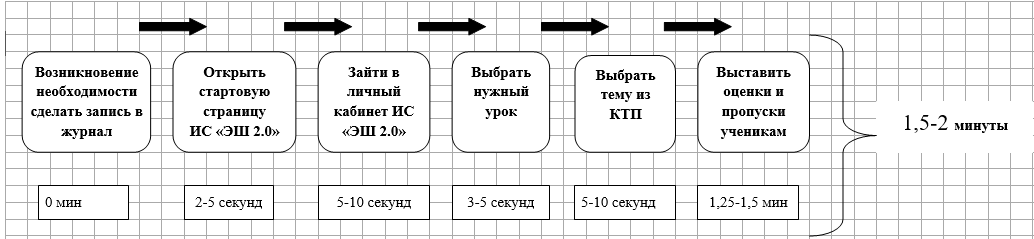 Возникновение
необходимости
сделать запись в
журнал
Открыть
стартовую
страницу
ИС «ЭШ 2.0»
Зайти в
личный
кабинет ИС
«ЭШ 2.0»
Выбрать
нужный
урок
Выбрать
тему из
КТП
Выставить
оценки и
пропуски
ученикам
1,5-2 минуты
0 мин
2-5 секунд
5-10 секунд
3-5 секунд
5-10 секунд
1,25-1,5 мин